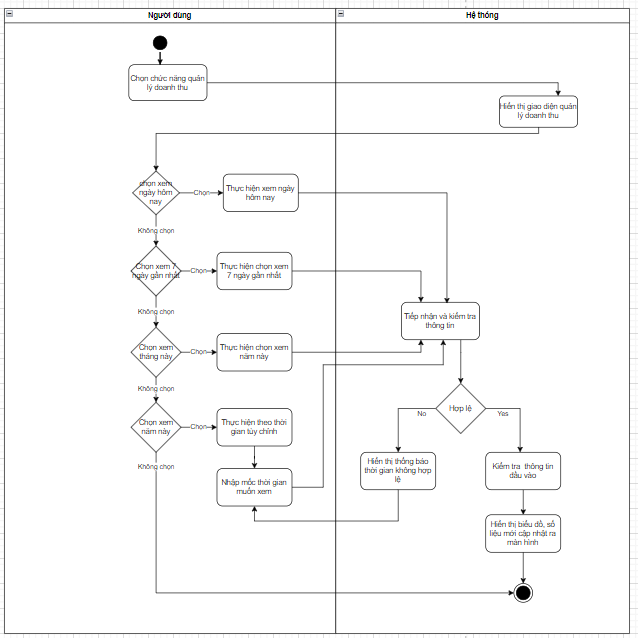 Người dùng
Hệ thống
Chọn chức năng quản
lý doanh thu
Hiển thị giao diện quản
lý doanh thu
chọn xem
ngày hôm
nay
Chọn
Thực hiện xem ngày
hôm nay
Không chọn
Chọn xem 7
ngày gần nhất
Chọn
Thực hiện chọn xem
7 ngày gần nhất
Không chọn
Tiếp nhận và kiểm tra
thông tin
Chọn xem
tháng này
Chọn
Thực hiện chọn xem
năm này
Không chọn
Chọn xem
năm này
Chọn
Thực hiện theo thời
gian tùy chỉnh
Hợp lệ
No
Yes
Không chọn
Nhập mốc thời gian
muốn xem
Hiển thị thông báo
thời gian không hợp
lệ
Kiểm tra thông tin
đầu vào
Hiển thị biểu đồ, số
liệu mới cập nhật ra
màn hình